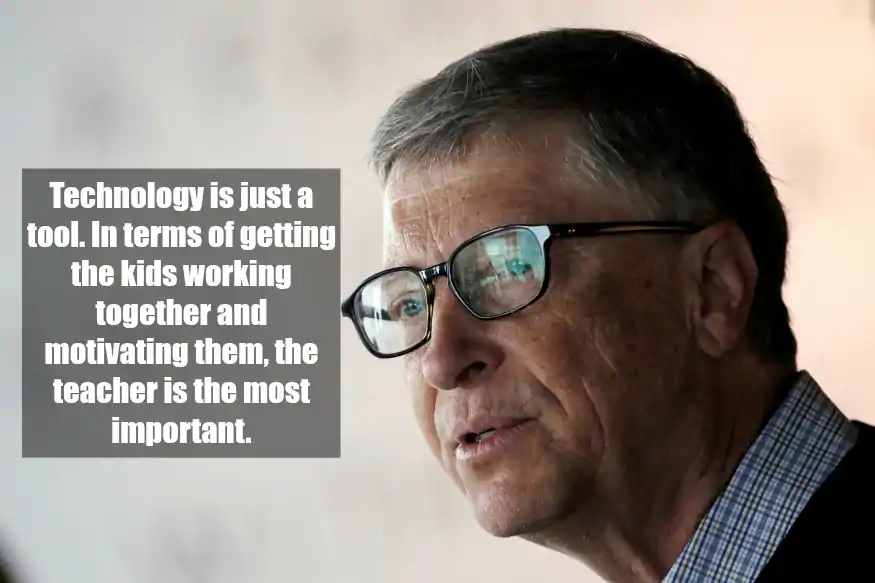 Technology is just a
tool. In terms of getting
the kids working
together and
motivating them, the
teacher is the most
important.